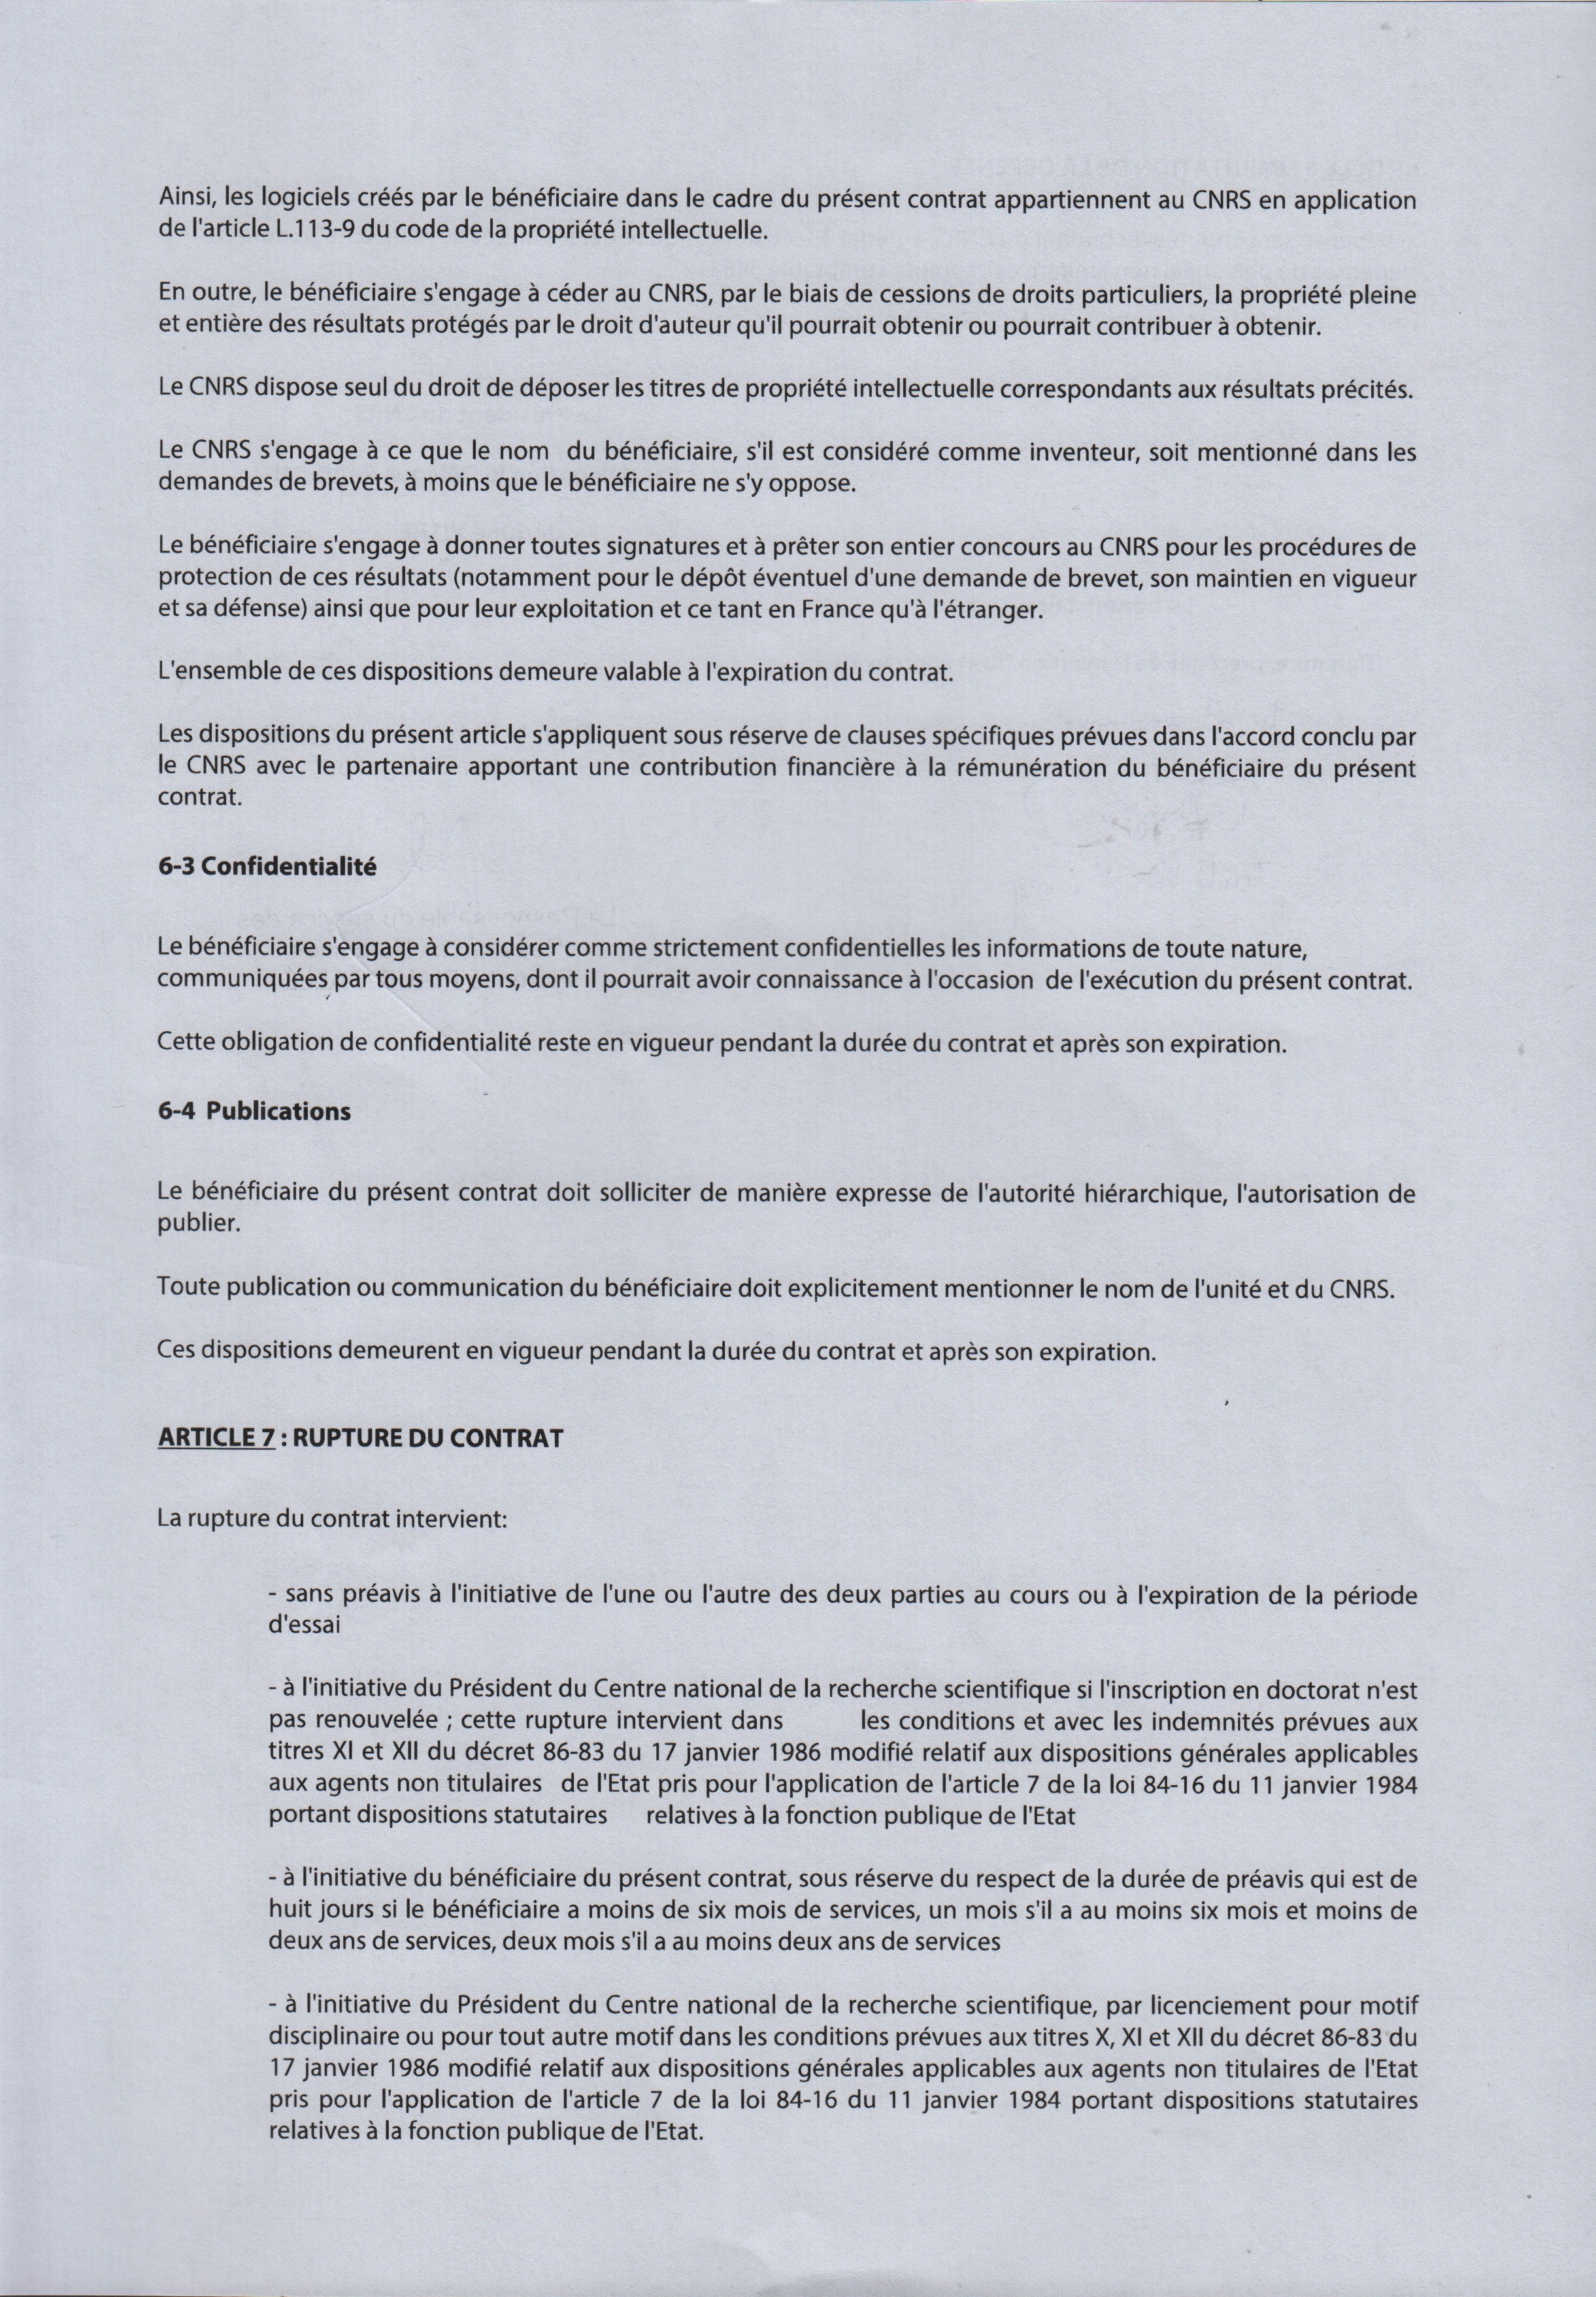 Ainsi, les logiciels créés par le bénéficiaire dans le cadre du présent contrat appartiennent au CNRS en application
de l'article L.113-9 du code de la propriété intellectuelle.
En outre, le bénéficiaire s'engage à céder au CNRS, par le biais de cessions de droits particuliers, la propriété pleine
et entière des résultats protégés par le droit d'auteur qu'il pourrait obtenir ou pourrait contribuer à obtenir.
Le CNRS dispose seul du droit de déposer les titres de propriété intellectuelle correspondants aux résultats précités.
Le CNRS s'engage à ce que le nom du bénéficiaire, s'il est considéré comme inventeur, soit mentionné dans les
demandes de brevets, à moins que le bénéficiaire ne s'y oppose.
Le bénéficiaire s'engage à donner toutes signatures et à prêter son entier concours au CNRS pour les procédures de
protection de ces résultats (notamment pour le dépôt éventuel d'une demande de brevet, son maintien en vigueur
et sa défense) ainsi que pour leur exploitation et ce tant en France qu'à l'étranger.
L'ensemble de ces dispositions demeure valable à l'expiration du contrat.
Les dispositions du présent article s'appliquent sous réserve de clauses spécifiques prévues dans l'accord conclu par
le CNRS avec le partenaire apportant une contribution financière à la rémunération du bénéficiaire du présent
contrat.
6-3 Confidentialité
Le bénéficiaire s'engage à considérer comme strictement confidentielles les informations de toute nature,
communiquées par tous moyens, dont il pourrait avoir connaissance à l'occasion de l'exécution du présent contrat.
Cette obligation de confidentialité reste en vigueur pendant la durée du contrat et après son expiration.
6-4 Publications
Le bénéficiaire du présent contrat doit solliciter de manière expresse de l'autorité hiérarchique, l'autorisation de
publier.
Toute publication ou communication du bénéficiaire doit explicitement mentionner le nom de l'unité et du CNRS.
Ces dispositions demeurent en vigueur pendant la durée du contrat et après son expiration.
ARTICLE 7 : RUPTURE DU CONTRAT
La rupture du contrat intervient:
- sans préavis à l'initiative de l'une ou l'autre des deux parties au cours ou à l'expiration de la période
d'essai
- à l'initiative du Président du Centre national de la recherche scientifique si l'inscription en doctorat n'est
pas renouvelée ; cette rupture intervient dans les conditions et avec les indemnités prévues aux
titres XI et XII du décret 86-83 du 17 janvier 1986 modifié relatif aux dispositions générales applicables
aux agents non titulaires de l'Etat pris pour l'application de l'article 7 de la loi 84-16 du 11 janvier 1984
portant dispositions statutaires relatives à la fonction publique de l'Etat
- à l'initiative du bénéficiaire du présent contrat, sous réserve du respect de la durée de préavis qui est de
huit jours si le bénéficiaire a moins de six mois de services, un mois s'il a au moins six mois et moins de
deux ans de services, deux mois s'il a au moins deux ans de services
- à l'initiative du Président du Centre national de la recherche scientifique, par licenciement pour motif
disciplinaire ou pour tout autre motif dans les conditions prévues aux titres X, XI et XII du décret 86-83 du
17 janvier 1986 modifié relatif aux dispositions générales applicables aux agents non titulaires de l'Etat
pris pour l'application de l'article 7 de la loi 84-16 du 11 janvier 1984 portant dispositions statutaires
relatives à la fonction publique de l'Etat.